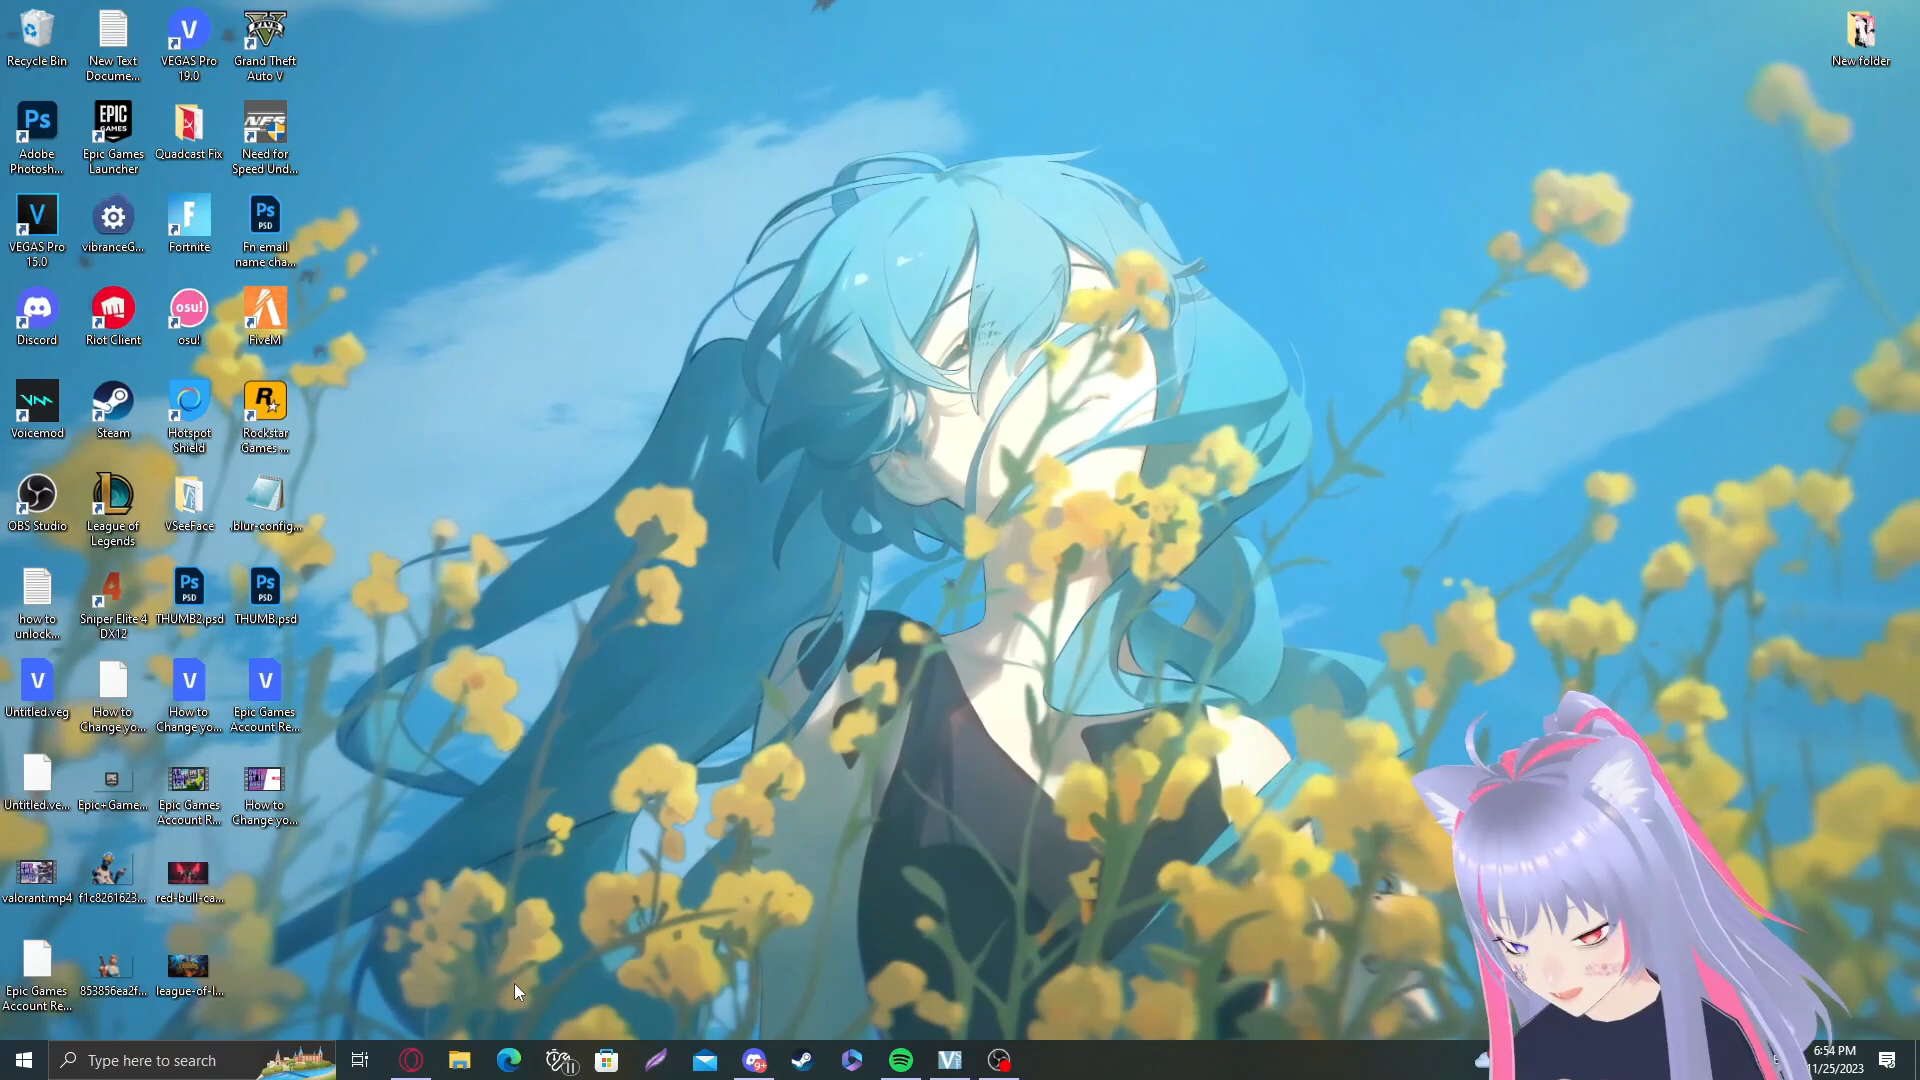 Recycle Bin
New Text
Docume...
VEGAS Pro
19.0
Grand Theft
Auto V
New folder
Adobe
Photosh...
Epic Games
Launcher
Quadcast Fix
Need for
Speed Und...
VEGAS Pro
15.0
vibranceG...
Fortnite
Fn email
name cha...
Discord
Riot Client
osu!
FiveM
Voicemod
Steam
Hotspot
Shield
Rockstar
Games ...
OBS Studio
League of
Legends
VSeeFace
.blur-config...
how to
unlock...
Sniper Elite 4
DX12
THUMB2.psd
THUMB.psd
Untitled.veg
How to
Change yo...
How to
Change yo...
Epic Games
Account Re...
Untitled.ve...
Epic+Game...
Epic Games
Account R...
How to
Change yo...
valorant.mp4
f1c8261623...
red-bull-ca...
Epic Games
Account Re...
853856ea2f...
league-of-l...
Type here to search
9+
6:54 PM
11/25/2023